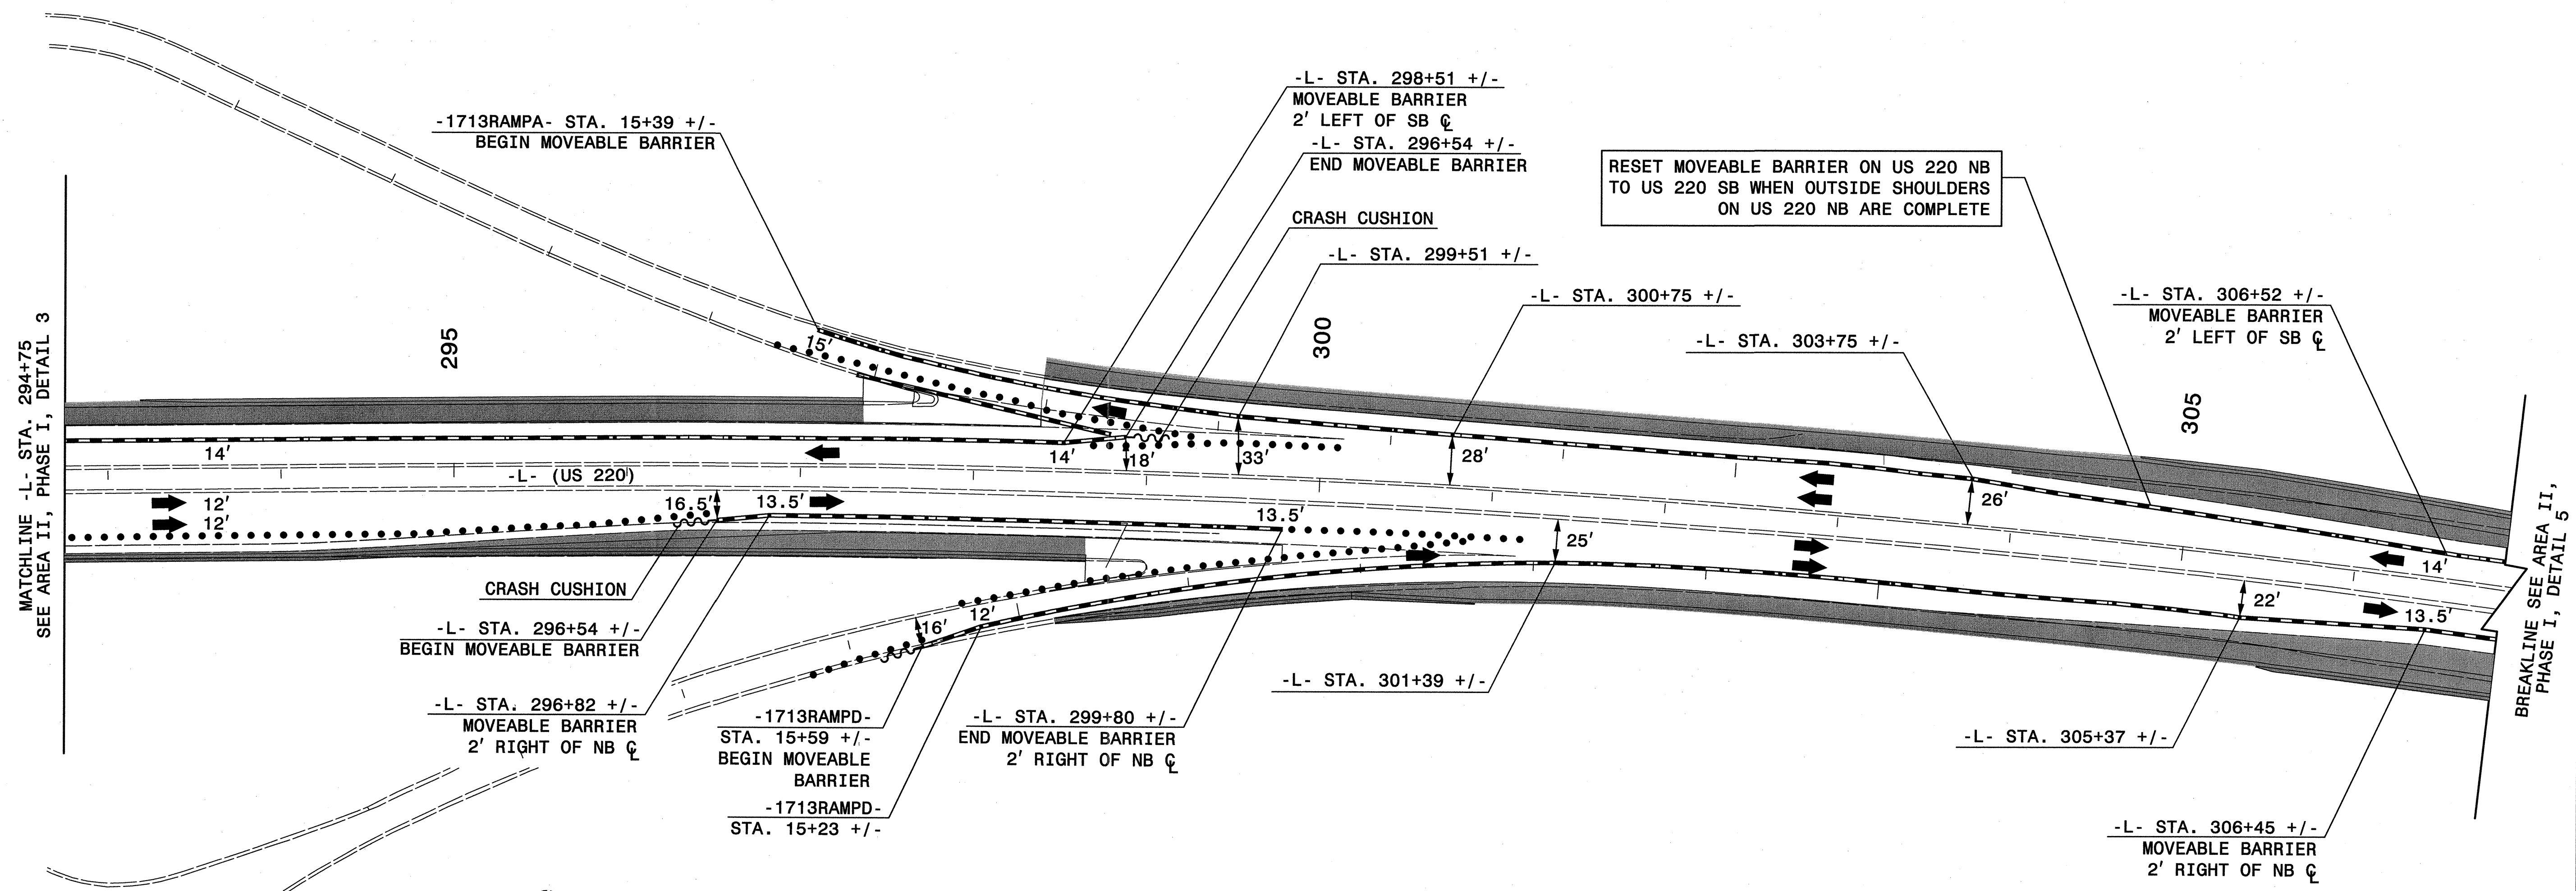 -L- STA. 298+51 +/-
MOVEABLE BARRIER
2' LEFT OF SB ℄
-L- STA. 296+54 +/-
END MOVEABLE BARRIER
CRASH CUSHION
-L- STA. 299+51 +/-
-1713RAMPA- STA. 15+39 +/-
BEGIN MOVEABLE BARRIER
RESET MOVEABLE BARRIER ON US 220 NB
TO US 220 SB WHEN OUTSIDE SHOULDERS
ON US 220 NB ARE COMPLETE
-L- STA. 300+75 +/-
-L- STA. 303+75 +/-
-L- STA. 306+52 +/-
MOVEABLE BARRIER
2' LEFT OF SB ℄
MATCHLINE -L- STA. 294+75
SEE AREA II, PHASE I, DETAIL 3
295
300
305
15'
14'
14'
18'
33'
28'
26'
14'
-L- (US 220)
12'
12'
16.5'
13.5'
13.5'
25'
22'
13.5'
12'
16'
BREAKLINE SEE AREA II,
PHASE I, DETAIL 5
CRASH CUSHION
-L- STA. 296+54 +/-
BEGIN MOVEABLE BARRIER
-L- STA. 296+82 +/-
MOVEABLE BARRIER
2' RIGHT OF NB ℄
-1713RAMPD-
STA. 15+59 +/-
BEGIN MOVEABLE
BARRIER
-1713RAMPD-
STA. 15+23 +/-
-L- STA. 299+80 +/-
END MOVEABLE BARRIER
2' RIGHT OF NB ℄
-L- STA. 301+39 +/-
-L- STA. 305+37 +/-
-L- STA. 306+45 +/-
MOVEABLE BARRIER
2' RIGHT OF NB ℄